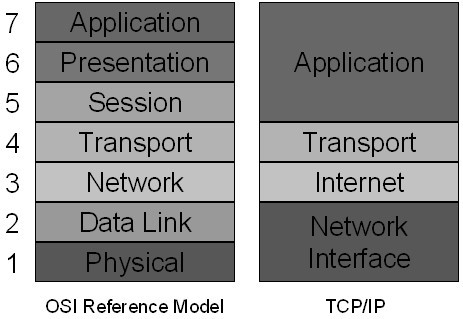 7 Application
6 Presentation
5 Session
4 Transport
3 Network
2 Data Link
1 Physical
OSI Reference Model
Application
Transport
Internet
Network
Interface
TCP/IP